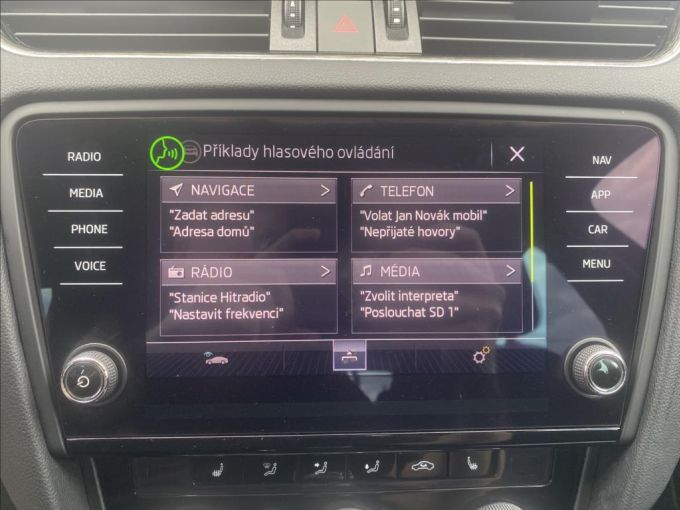 Příklady hlasového ovládání
RADIO
MEDIA
PHONE
VOICE
NAVIGACE
"Zadat adresu"
"Adresa domů"
TELEFON
"Volat Jan Novák mobil"
"Nepřijaté hovory"
RÁDIO
"Stanice Hitradio"
"Nastavit frekvenci"
MÉDIA
"Zvolit interpreta"
"Poslouchat SD 1"
NAV
APP
CAR
MENU